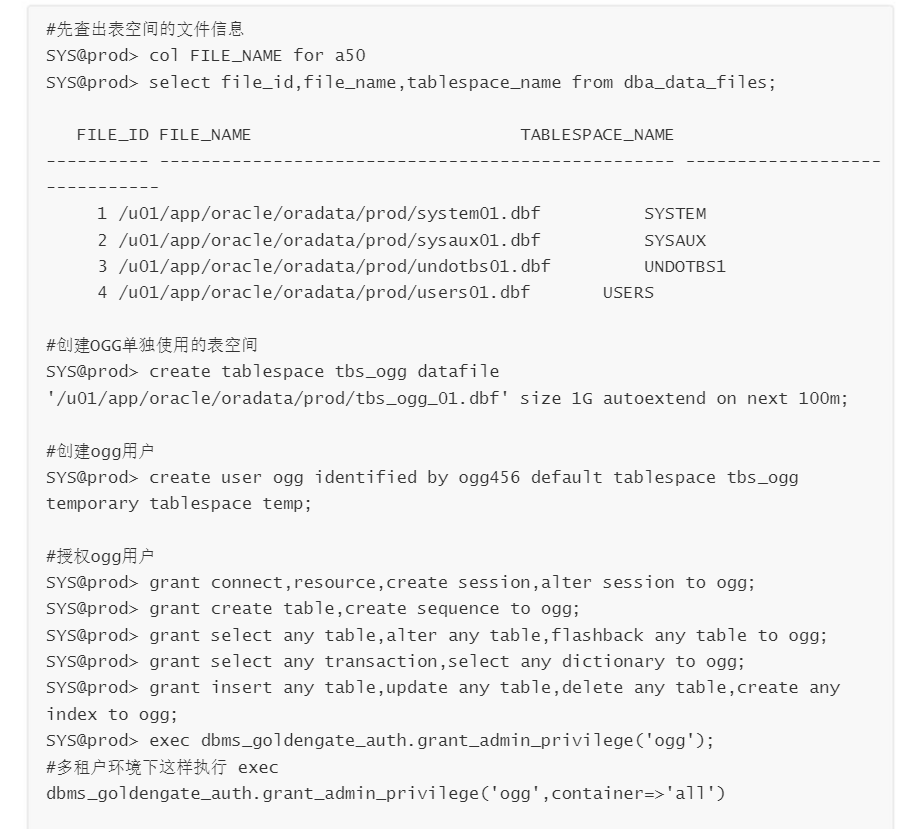 #先查出表空间的文件信息
SYS@prod> col FILE_NAME for a50
SYS@prod> select file_id,file_name,tablespace_name from dba_data_files;
FILE_ID FILE_NAME TABLESPACE_NAME
---------- -------------------------------------------------- -------------------
-----------
1 /u01/app/oracle/oradata/prod/system01.dbf SYSTEM
2 /u01/app/oracle/oradata/prod/sysaux01.dbf SYSAUX
3 /u01/app/oracle/oradata/prod/undotbs01.dbf UNDOTBS1
4 /u01/app/oracle/oradata/prod/users01.dbf USERS
#创建OGG单独使用的表空间
SYS@prod> create tablespace tbs_ogg datafile
'/u01/app/oracle/oradata/prod/tbs_ogg_01.dbf' size 1G autoextend on next 100m;
#创建ogg用户
SYS@prod> create user ogg identified by ogg456 default tablespace tbs_ogg
temporary tablespace temp;
#授权ogg用户
SYS@prod> grant connect,resource,create session,alter session to ogg;
SYS@prod> grant create table,create sequence to ogg;
SYS@prod> grant select any table,alter any table,flashback any table to ogg;
SYS@prod> grant select any transaction,select any dictionary to ogg;
SYS@prod> grant insert any table,update any table,delete any table,create any
index to ogg;
SYS@prod> exec dbms_goldengate_auth.grant_admin_privilege('ogg');
#多租户环境下这样执行 exec
dbms_goldengate_auth.grant_admin_privilege('ogg',container=>'all')